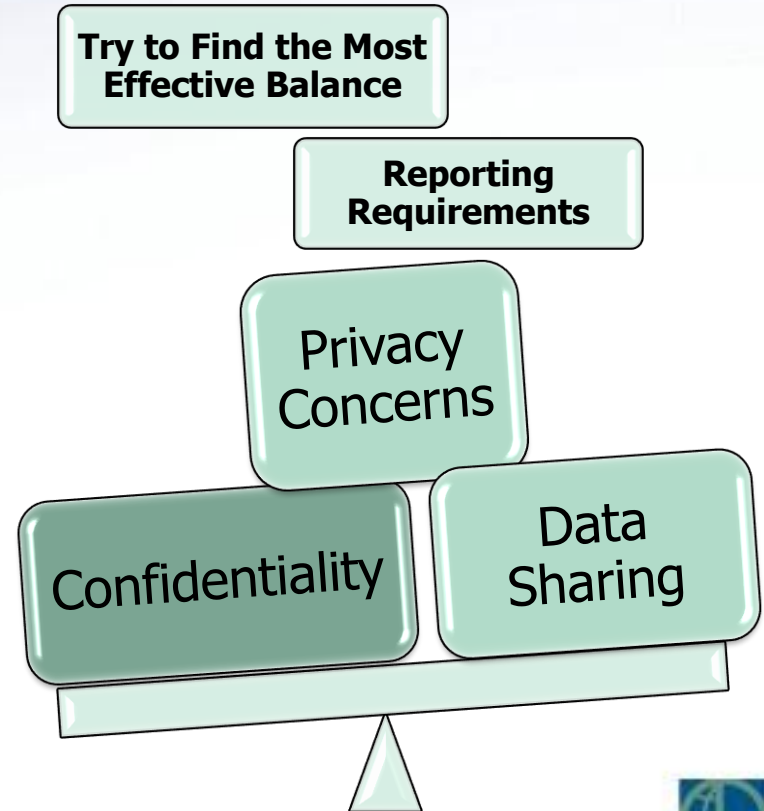 Try to Find the Most
Effective Balance
Reporting
Requirements
Privacy
Concerns
Confidentiality
Data
Sharing